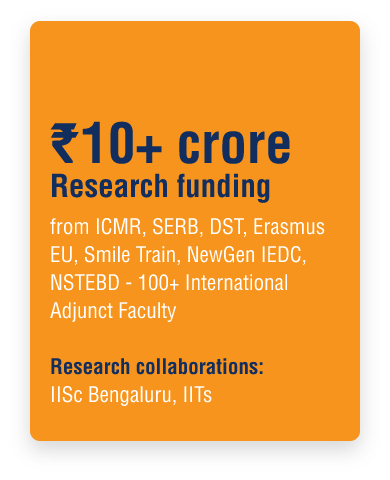 ₹10+ crore
Research funding
from ICMR, SERB, DST, Erasmus
EU, Smile Train, NewGen IEDC,
NSTEBD - 100+ International
Adjunct Faculty
Research collaborations:
IISc Bengaluru, IITs